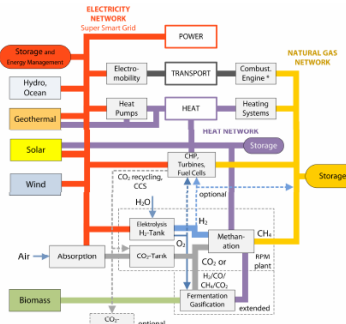 ELECTRICITY
NETWORK
Super Smart Grid
POWER
NATURAL GAS
NETWORK
Storage and
Energy Management
Electro-
mobility
TRANSPORT
Combust.
Engine *
Hydro,
Ocean
Heat
Pumps
HEAT
Heating
Systems
Geothermal
HEAT NETWORK
Solar
Storage
CHP,
Turbines,
Fuel Cells
Storage
Wind
CO₂ recycling,
CCS
optional
H₂O
Elektrolysis
H₂-Tank
H₂
O₂
Methan-
ation
CH₄
Air
Absorption
CO₂-Tank
CO₂ or
RPM
plant
H₂/CO/
CH₄/CO₂
Biomass
Fermentation
Gasification
extended
CO₂-
optional